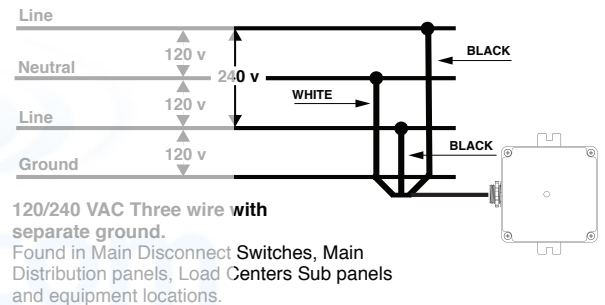 Line
120 v
BLACK
Neutral
240 v
WHITE
120 v
Line
BLACK
120 v
Ground
120/240 VAC Three wire with
separate ground.
Found in Main Disconnect Switches, Main
Distribution panels, Load Centers Sub panels
and equipment locations.